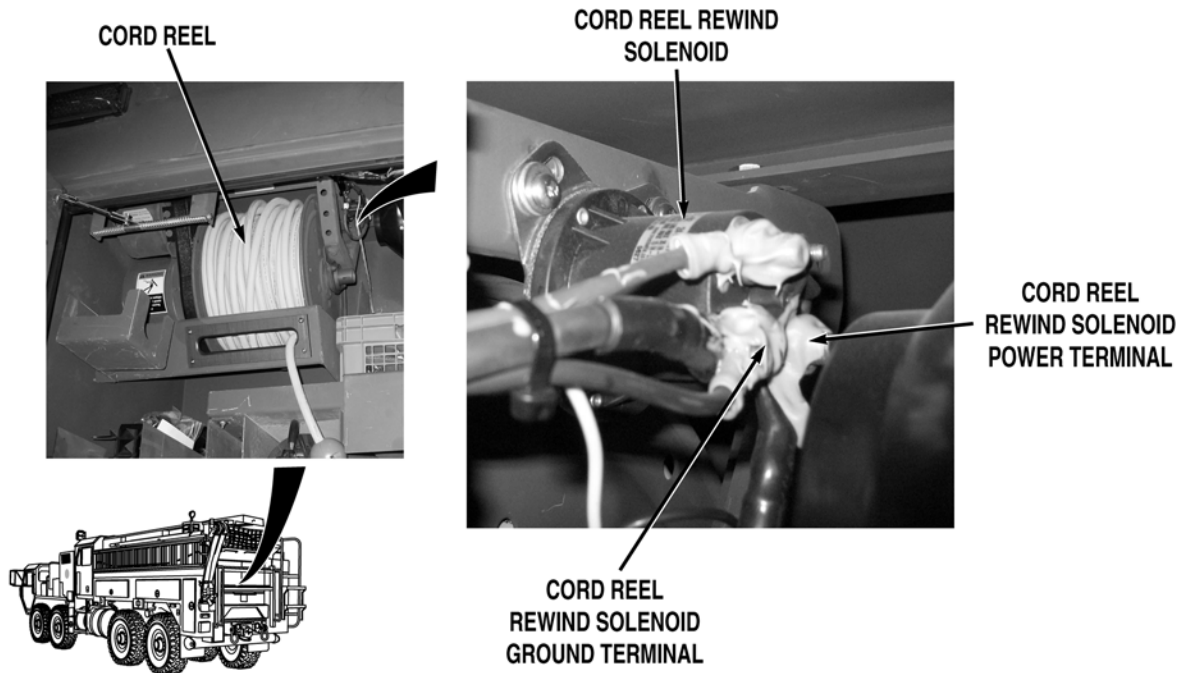 CORD REEL
CORD REEL REWIND
SOLENOID
CORD REEL
REWIND SOLENOID
POWER TERMINAL
CORD REEL
REWIND SOLENOID
GROUND TERMINAL